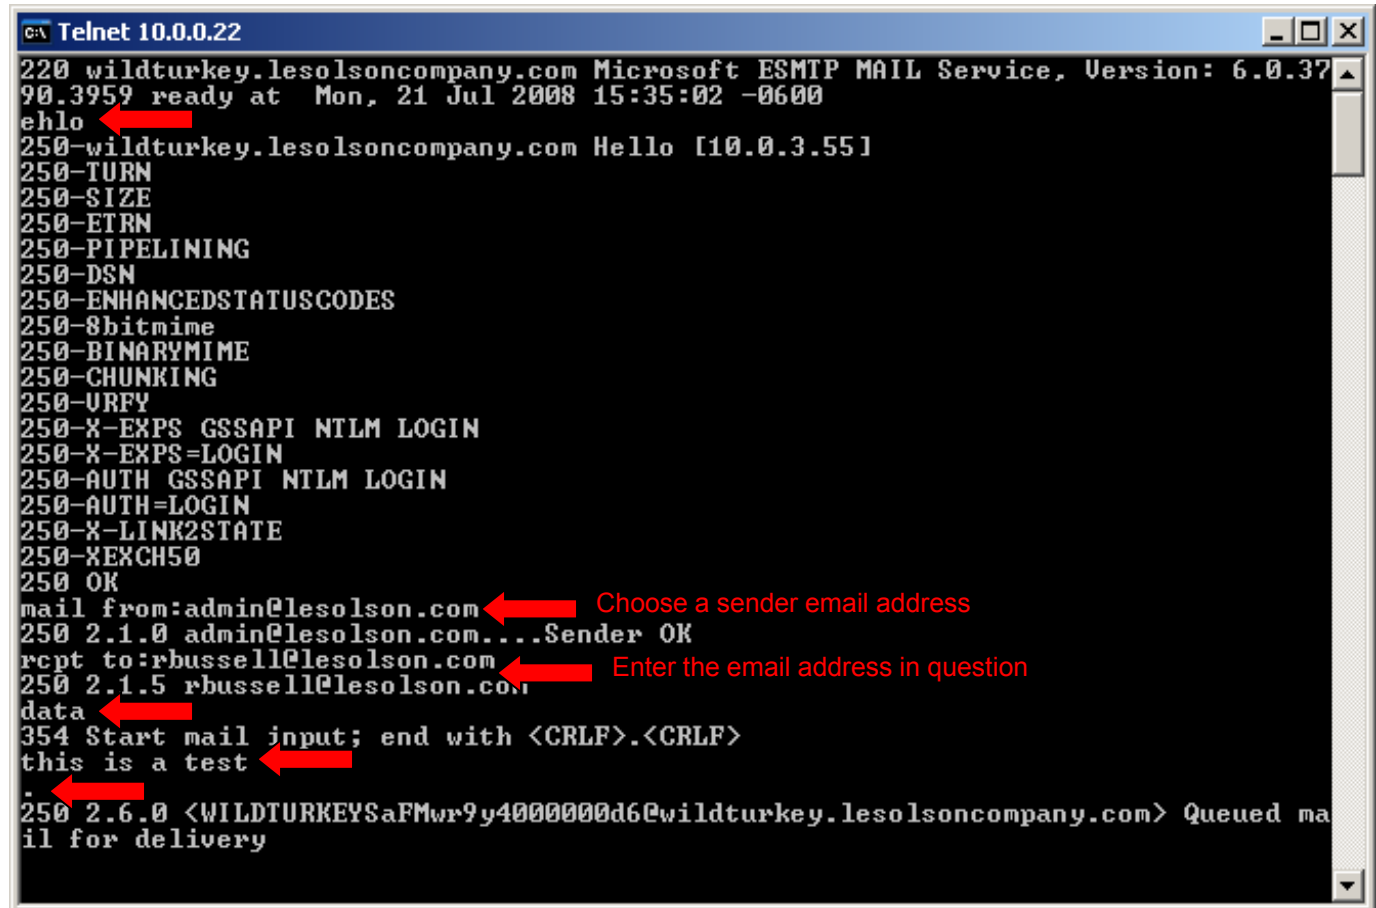 Telnet 10.0.0.22
220 wildturkey.lesolsoncompany.com Microsoft ESMTP MAIL Service, Version: 6.0.37
90.3959 ready at  Mon, 21 Jul 2008 15:35:02 -0600
ehlo
250-wildturkey.lesolsoncompany.com Hello [10.0.3.55]
250-TURN
250-SIZE
250-ETRN
250-PIPELINING
250-DSN
250-ENHANCEDSTATUSCODES
250-8bitmime
250-BINARYMIME
250-CHUNKING
250-VRFY
250-X-EXPS GSSAPI NTLM LOGIN
250-X-EXPS=LOGIN
250-AUTH GSSAPI NTLM LOGIN
250-AUTH=LOGIN
250-X-LINK2STATE
250-XEXCH50
250 OK
mail from:admin@lesolson.com
Choose a sender email address
250 2.1.0 admin@lesolson.com....Sender OK
rcpt to:rbussell@lesolson.com
Enter the email address in question
250 2.1.5 rbussell@lesolson.com
data
354 Start mail input; end with <CRLF>.<CRLF>
this is a test
.
250 2.6.0 <WILDTURKEYSaFMwr9y4000000d6@wildturkey.lesolsoncompany.com> Queued ma
il for delivery